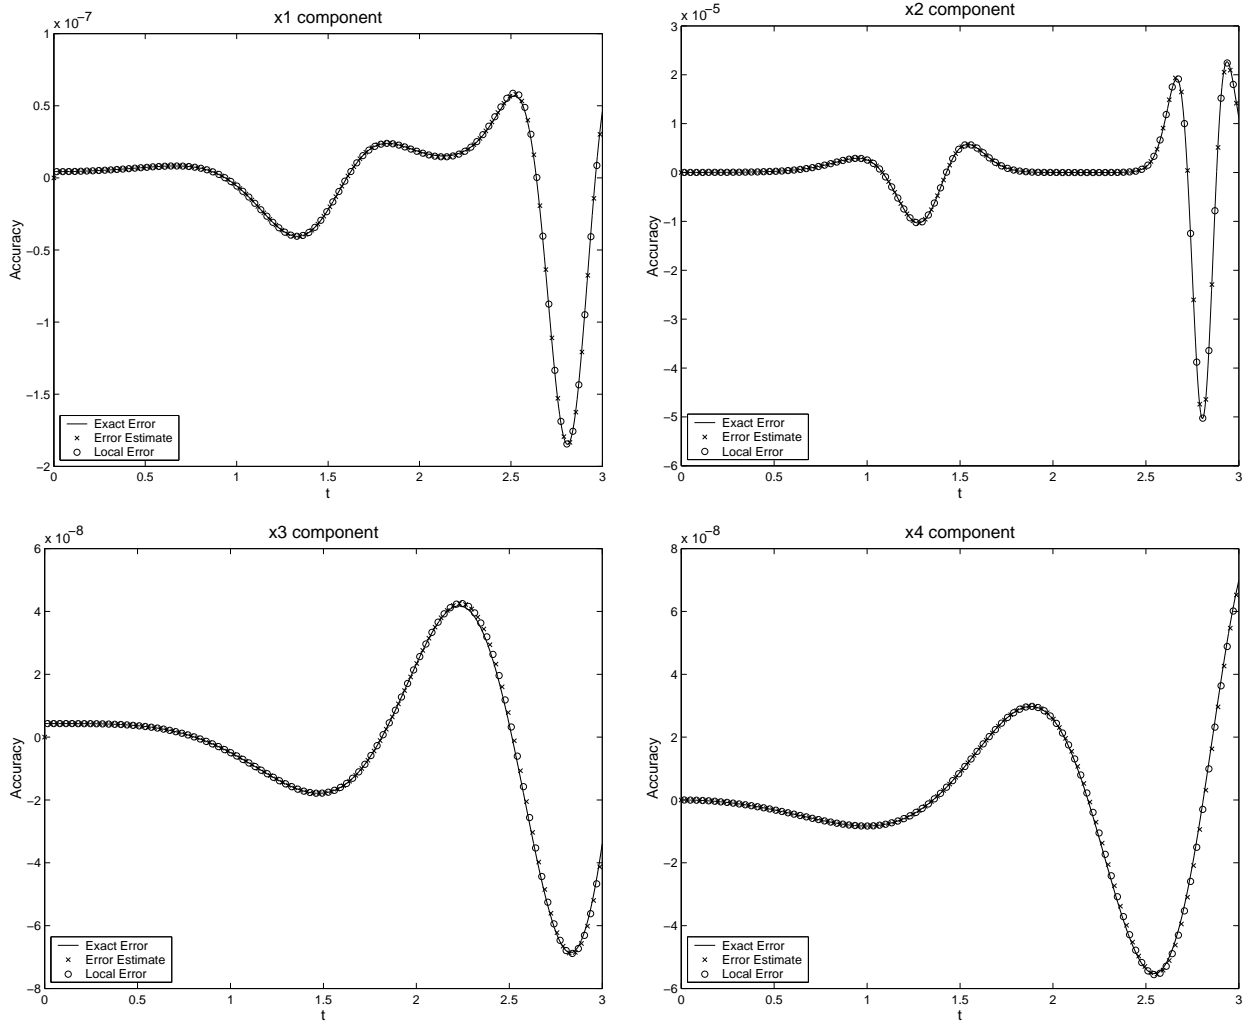 x1 component
x 10−7
1
0.5
0
−0.5
−1
−1.5
−2
Accuracy
0 0.5 1 1.5 2 2.5 3
t
Exact Error
Error Estimate
Local Error
x2 component
x 10−5
3
2
1
0
−1
−2
−3
−4
−5
−6
Accuracy
0 0.5 1 1.5 2 2.5 3
t
Exact Error
Error Estimate
Local Error
x3 component
x 10−8
6
4
2
0
−2
−4
−6
−8
Accuracy
0 0.5 1 1.5 2 2.5 3
t
Exact Error
Error Estimate
Local Error
x4 component
x 10−8
8
6
4
2
0
−2
−4
−6
Accuracy
0 0.5 1 1.5 2 2.5 3
t
Exact Error
Error Estimate
Local Error